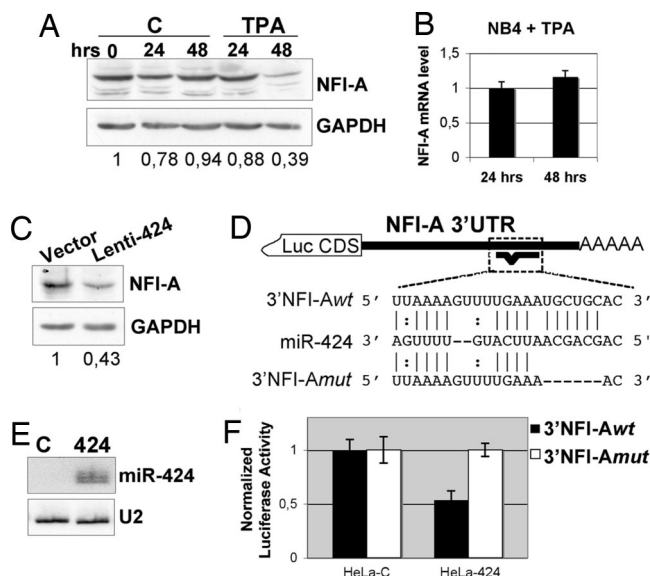 A
C TPA
hrs 0 24 48 24 48
NFI-A
GAPDH
1 0,78 0,94 0,88 0,39
B
NB4 + TPA
NFI-A mRNA level
1,5
1
0,5
0
24 hrs 48 hrs
C
Vector Lenti-424
NFI-A
GAPDH
1 0,43
D
NFI-A 3'UTR
Luc CDS AAAAA
3'NFI-Awt 5' UUAAAAGUUUUGAAAUGCUGCAC 3'
miR-424 3' AGUUUU--GUACUUAACGACGAC 5'
3'NFI-Amut 5' UUAAAAGUUUUGAAA------AC 3'
E
C 424
miR-424
U2
F
Normalized
Luciferase Activity
1
0,5
0
HeLa-C HeLa-424
3'NFI-Awt
3'NFI-Amut